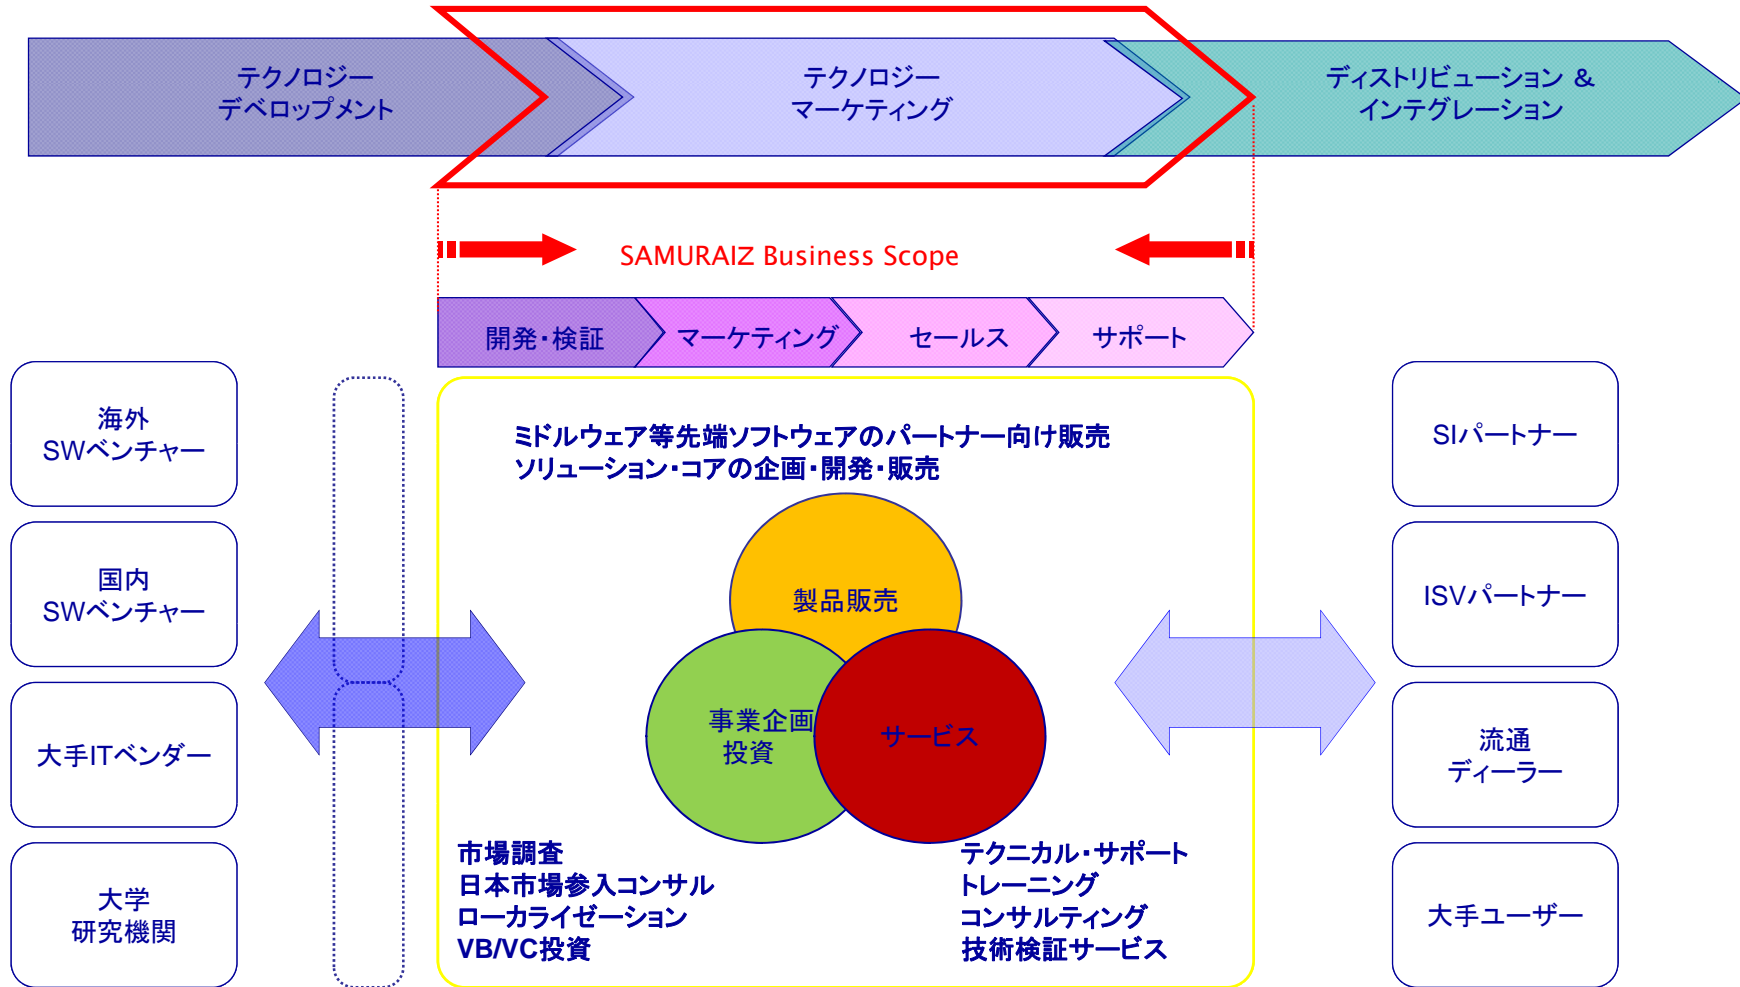 テクノロジー
デベロップメント
テクノロジー
マーケティング
ディストリビューション &
インテグレーション
SAMURAIZ Business Scope
開発・検証
マーケティング
セールス
サポート
海外
SWベンチャー
国内
SWベンチャー
大手ITベンダー
大学
研究機関
ミドルウェア等先端ソフトウェアのパートナー向け販売
ソリューション・コアの企画・開発・販売
製品販売
事業企画
投資
サービス
市場調査
日本市場参入コンサル
ローカライゼーション
VB/VC投資
テクニカル・サポート
トレーニング
コンサルティング
技術検証サービス
SIパートナー
ISVパートナー
流通
ディーラー
大手ユーザー